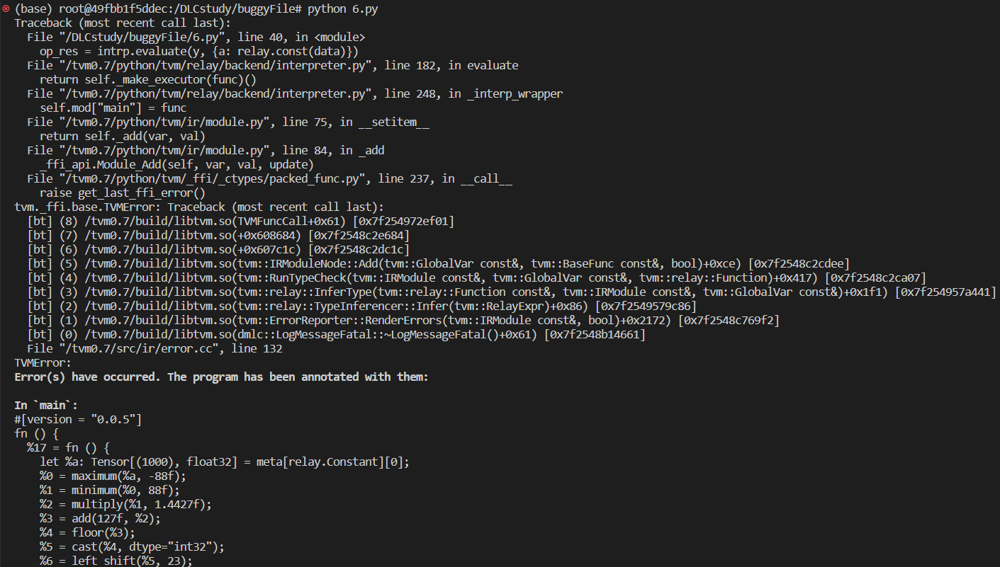 (base) root@49fbb1f5ddec:/DLCstudy/buggyFile# python 6.py
Traceback (most recent call last):
  File "/DLCstudy/buggyFile/6.py", line 40, in <module>
    op_res = intrp.evaluate(y, {a: relay.const(data)})
  File "/tvm0.7/python/tvm/relay/backend/interpreter.py", line 182, in evaluate
    return self._make_executor(func)()
  File "/tvm0.7/python/tvm/relay/backend/interpreter.py", line 248, in _interp_wrapper
    self.mod["main"] = func
  File "/tvm0.7/python/tvm/ir/module.py", line 75, in __setitem__
    return self._add(var, val)
  File "/tvm0.7/python/tvm/ir/module.py", line 84, in _add
    _ffi_api.Module_Add(self, var, val, update)
  File "/tvm0.7/python/tvm/_ffi/_ctypes/packed_func.py", line 237, in __call__
    raise get_last_ffi_error()
tvm._ffi.base.TVMError: Traceback (most recent call last):
  [bt] (8) /tvm0.7/build/libtvm.so(TVMFuncCall+0x61) [0x7f254972ef01]
  [bt] (7) /tvm0.7/build/libtvm.so(+0x608684) [0x7f2548c2e684]
  [bt] (6) /tvm0.7/build/libtvm.so(+0x607c1c) [0x7f2548c2dc1c]
  [bt] (5) /tvm0.7/build/libtvm.so(tvm::IRModuleNode::Add(tvm::GlobalVar const&, tvm::BaseFunc const&, bool)+0xce) [0x7f2548c2cdee]
  [bt] (4) /tvm0.7/build/libtvm.so(tvm::RunTypeCheck(tvm::IRModule const&, tvm::GlobalVar const&, tvm::relay::Function)+0x417) [0x7f2548c2ca07]
  [bt] (3) /tvm0.7/build/libtvm.so(tvm::relay::InferType(tvm::relay::Function const&, tvm::IRModule const&, tvm::GlobalVar const&)+0x1f1) [0x7f254957a441]
  [bt] (2) /tvm0.7/build/libtvm.so(tvm::relay::TypeInferencer::Infer(tvm::RelayExpr)+0x86) [0x7f2549579c86]
  [bt] (1) /tvm0.7/build/libtvm.so(tvm::ErrorReporter::RenderErrors(tvm::IRModule const&, bool)+0x2172) [0x7f2548c769f2]
  [bt] (0) /tvm0.7/build/libtvm.so(dmlc::LogMessageFatal::~LogMessageFatal()+0x61) [0x7f2548b14661]
  File "/tvm0.7/src/ir/error.cc", line 132
TVMError:
Error(s) have occurred. The program has been annotated with them:

In `main`:
#[version = "0.0.5"]
fn () {
  %17 = fn () {
    let %a: Tensor[(1000), float32] = meta[relay.Constant][0];
    %0 = maximum(%a, -88f);
    %1 = minimum(%0, 88f);
    %2 = multiply(%1, 1.4427f);
    %3 = add(127f, %2);
    %4 = floor(%3);
    %5 = cast(%4, dtype="int32");
    %6 = left_shift(%5, 23);